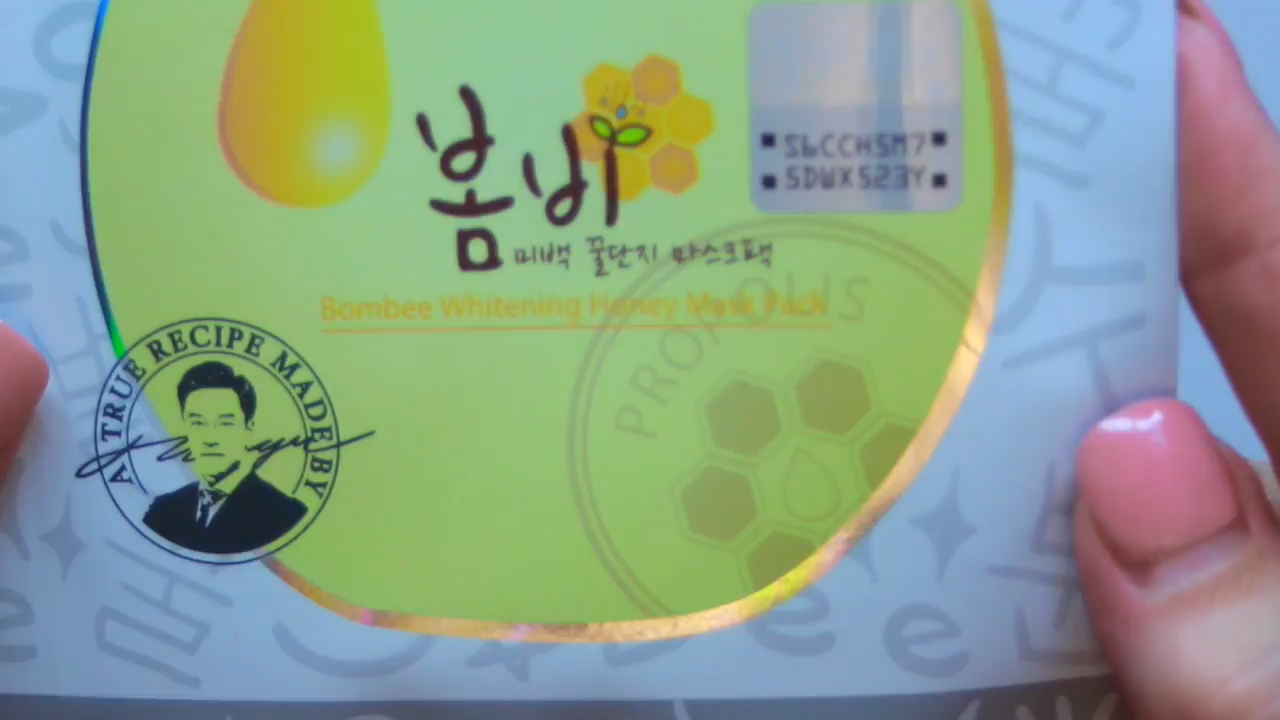 S6CCH5M7
5DWX523Y
봄비
미백 꿀단지 마스크팩
Bombee Whitening Honey Mask Pack
PROPOLIS
A TRUE RECIPE MADE BY